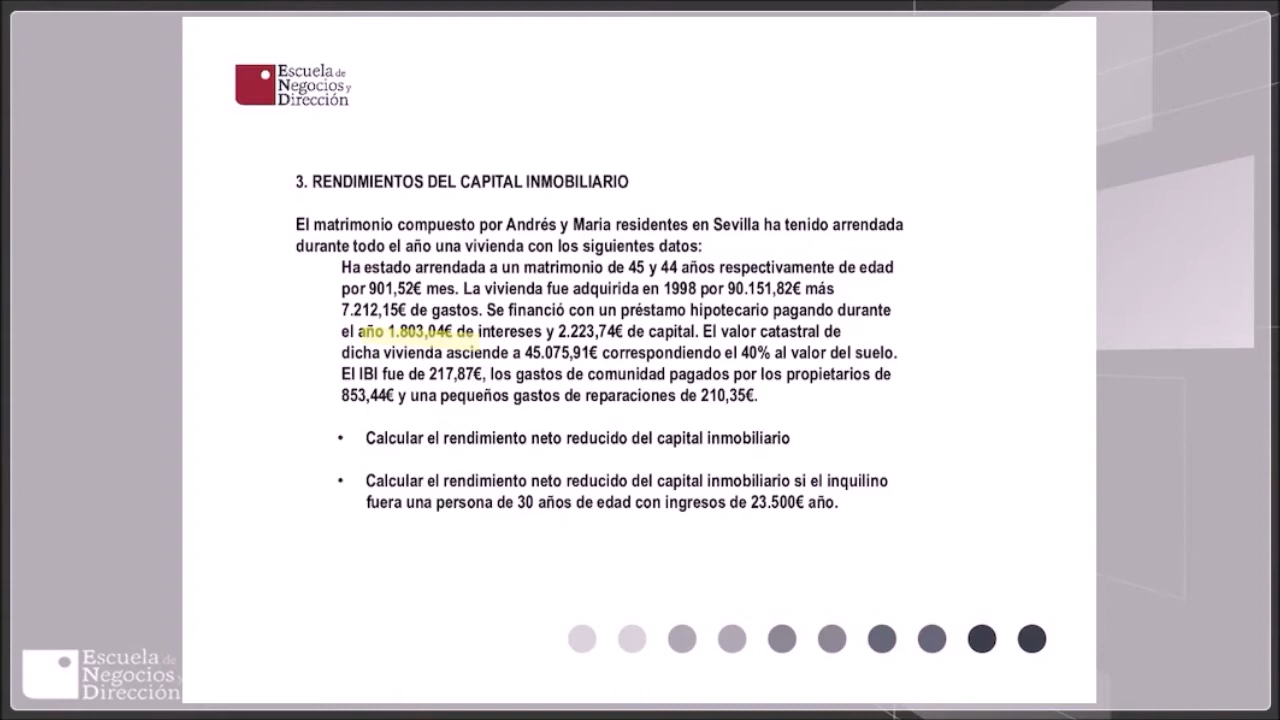 Escuela de
Negocios y
Dirección
3. RENDIMIENTOS DEL CAPITAL INMOBILIARIO
El matrimonio compuesto por Andrés y Maria residentes en Sevilla ha tenido arrendada
durante todo el año una vivienda con los siguientes datos:
Ha estado arrendada a un matrimonio de 45 y 44 años respectivamente de edad
por 901,52€ mes. La vivienda fue adquirida en 1998 por 90.151,82€ más
7.212,15€ de gastos. Se financió con un préstamo hipotecario pagando durante
el año 1.803,04€ de intereses y 2.223,74€ de capital. El valor catastral de
dicha vivienda asciende a 45.075,91€ correspondiendo el 40% al valor del suelo.
El IBI fue de 217,87€, los gastos de comunidad pagados por los propietarios de
853,44€ y una pequeños gastos de reparaciones de 210,35€.
• Calcular el rendimiento neto reducido del capital inmobiliario
• Calcular el rendimiento neto reducido del capital inmobiliario si el inquilino
fuera una persona de 30 años de edad con ingresos de 23.500€ año.
Escuela de
Negocios y
Dirección